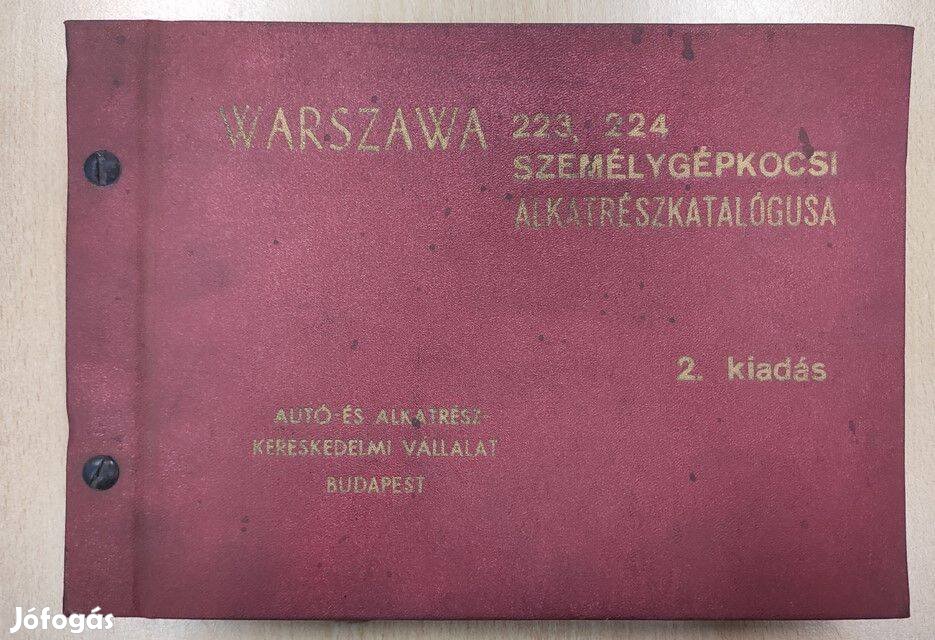 WARSZAWA 223, 224
SZEMÉLYGÉPKOCSI
ALKATRÉSZKATALÓGUSA
2. kiadás
AUTÓ-ÉS ALKATRÉSZ-
KERESKEDELMI VÁLLALAT
BUDAPEST
Jófogás